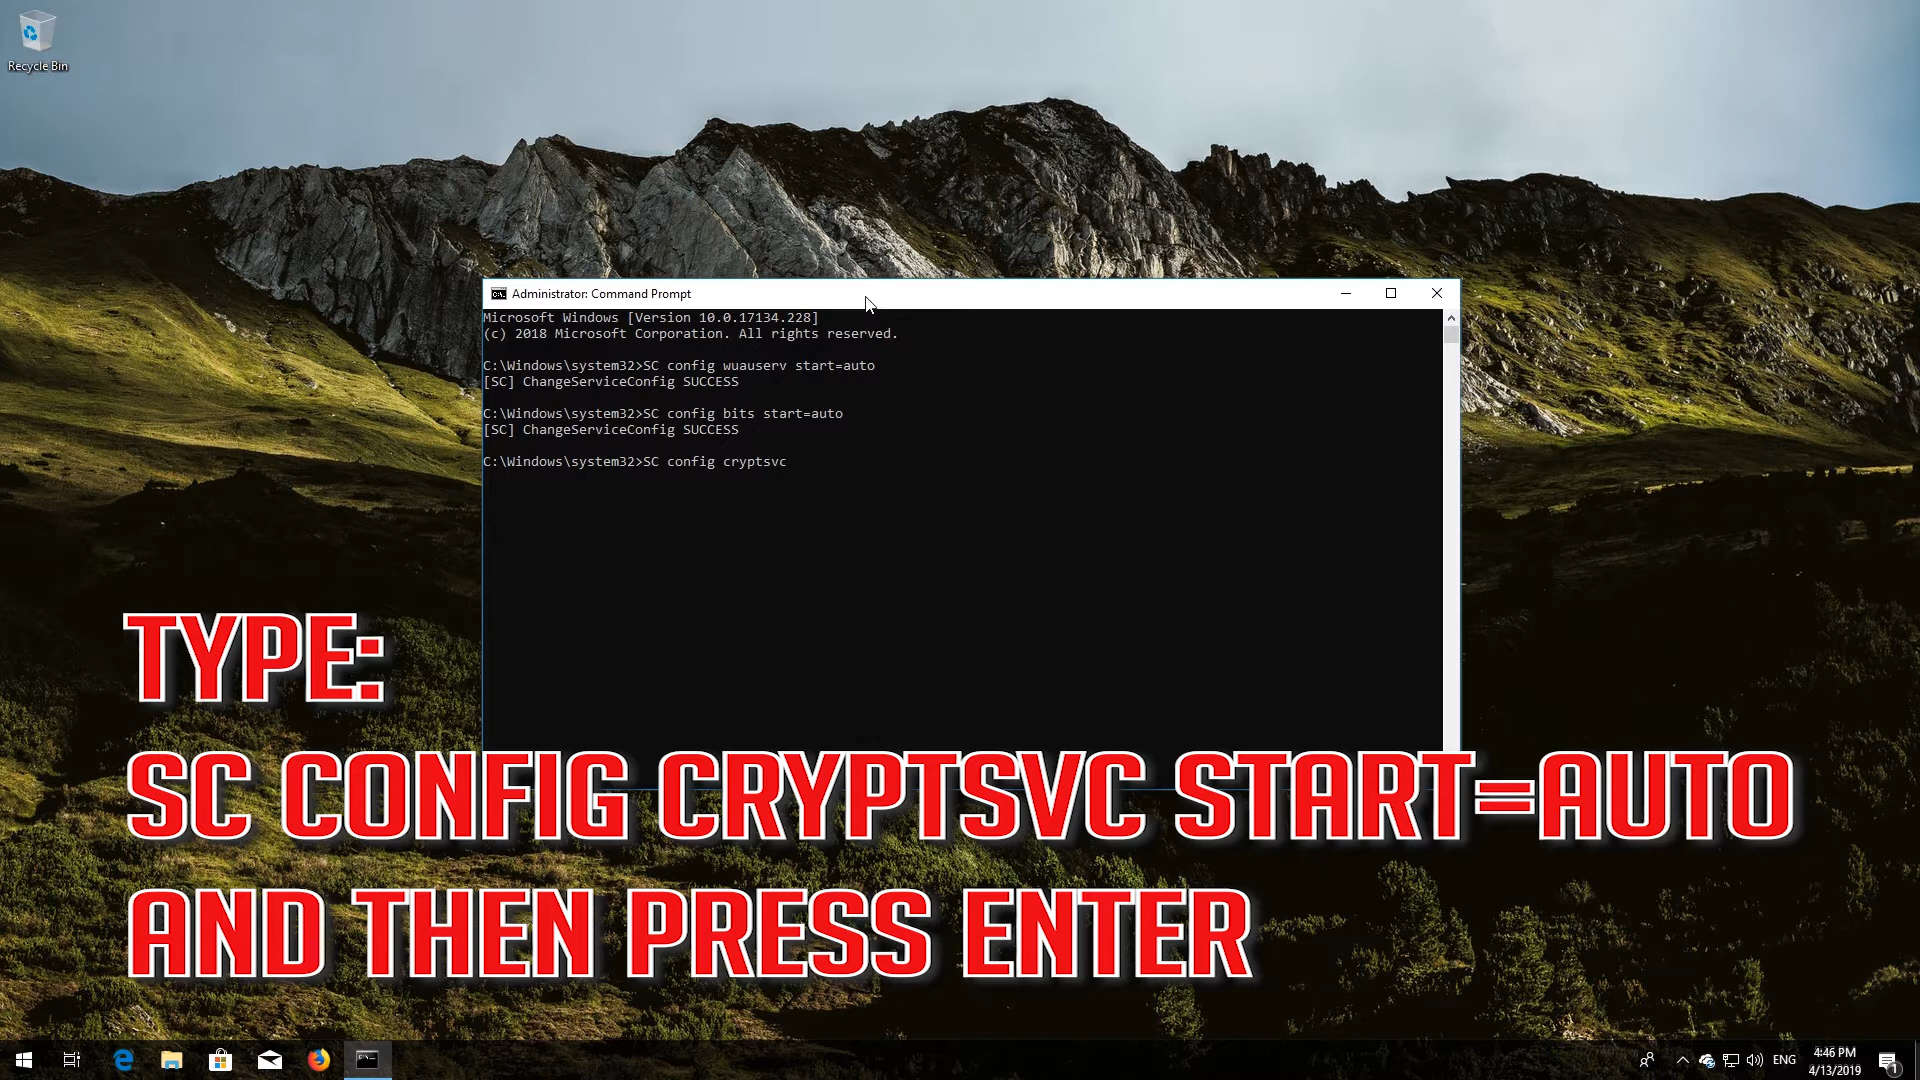 Recycle Bin
Administrator: Command Prompt
Microsoft Windows [Version 10.0.17134.228]
(c) 2018 Microsoft Corporation. All rights reserved.
C:\Windows\system32>SC config wuauserv start=auto
[SC] ChangeServiceConfig SUCCESS
C:\Windows\system32>SC config bits start=auto
[SC] ChangeServiceConfig SUCCESS
C:\Windows\system32>SC config cryptsvc
TYPE:
SC CONFIG CRYPTSVC START=AUTO
AND THEN PRESS ENTER
ENG
4:46 PM
4/13/2019
1